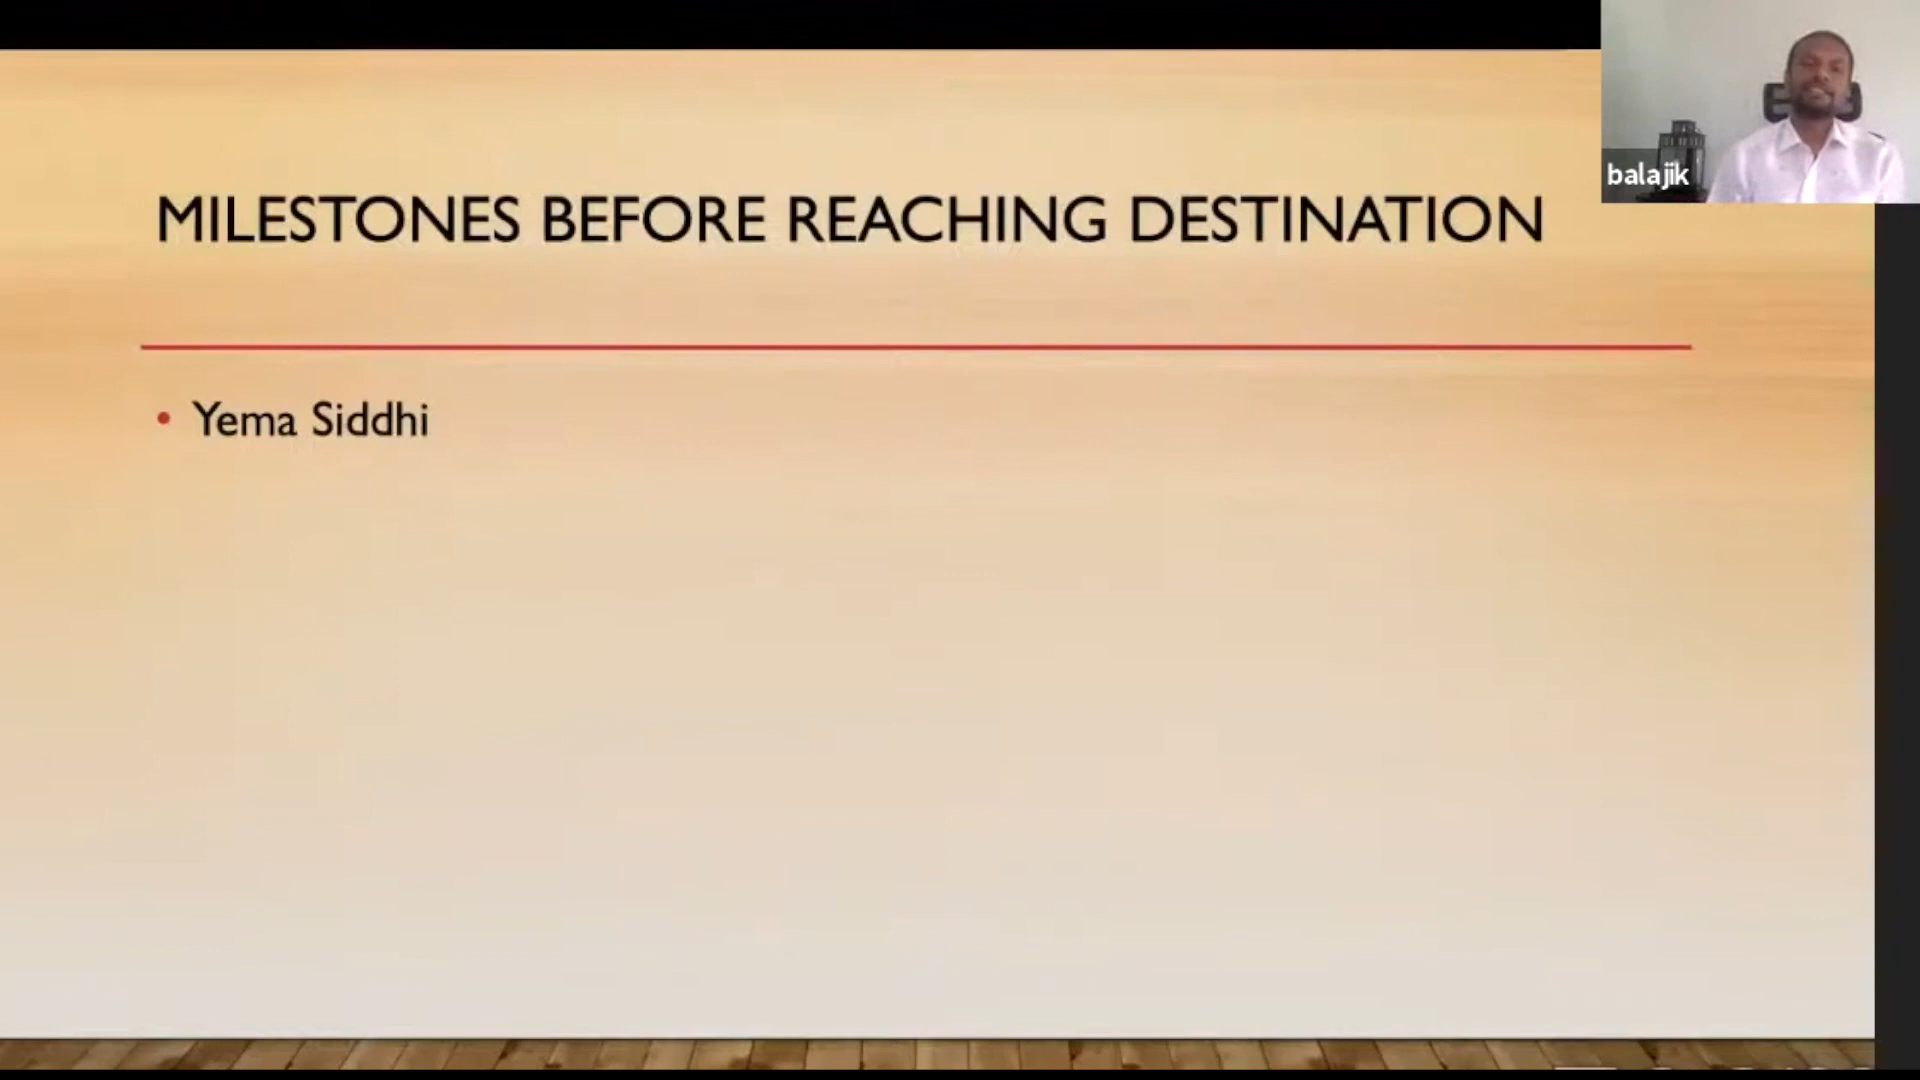 balajik
MILESTONES BEFORE REACHING DESTINATION
• Yema Siddhi